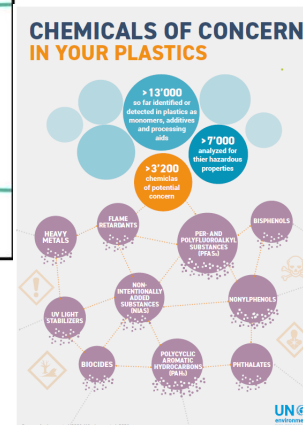 CHEMICALS OF CONCERN
IN YOUR PLASTICS
>13'000
so far identified or
detected in plastics as
monomers, additives
and processing
aids
>7'000
analyzed for
thier hazardous
properties
>3'200
chemiclas
of potential
concern
FLAME
RETARDANTS
BISPHENOLS
HEAVY
METALS
PER- AND
POLYFLUOROALKYL
SUBSTANCES
(PFASs)
NON-
INTENTIONALLY
ADDED
SUBSTANCES
(NIAS)
NONYLPHENOLS
UV LIGHT
STABILIZERS
BIOCIDES
POLYCYCLIC
AROMATIC
HYDROCARBONS
(PAHs)
PHTHALATES
UN
environme